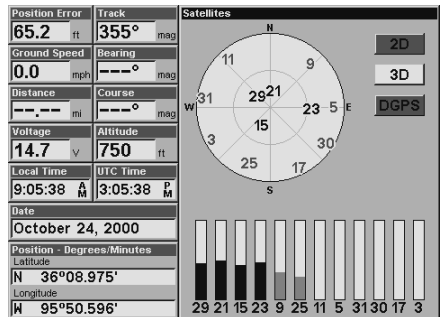 Position Error
65.2 ft
Track
355° mag
Ground Speed
0.0 mph
Bearing
---° mag
Distance
--.-- mi
Course
---° mag
Voltage
14.7 V
Altitude
750 ft
Local Time
9:05:38 AM
UTC Time
3:05:38 PM
Date
October 24, 2000
Position - Degrees/Minutes
Latitude
N 36º08.975'
Longitude
W 95º50.596'
Satellites
N
11
9
2D
31
29
21
3D
W
23
5
E
15
DGPS
3
30
25
17
S
29 21 15 23 9 25 11 5 31 30 17 3